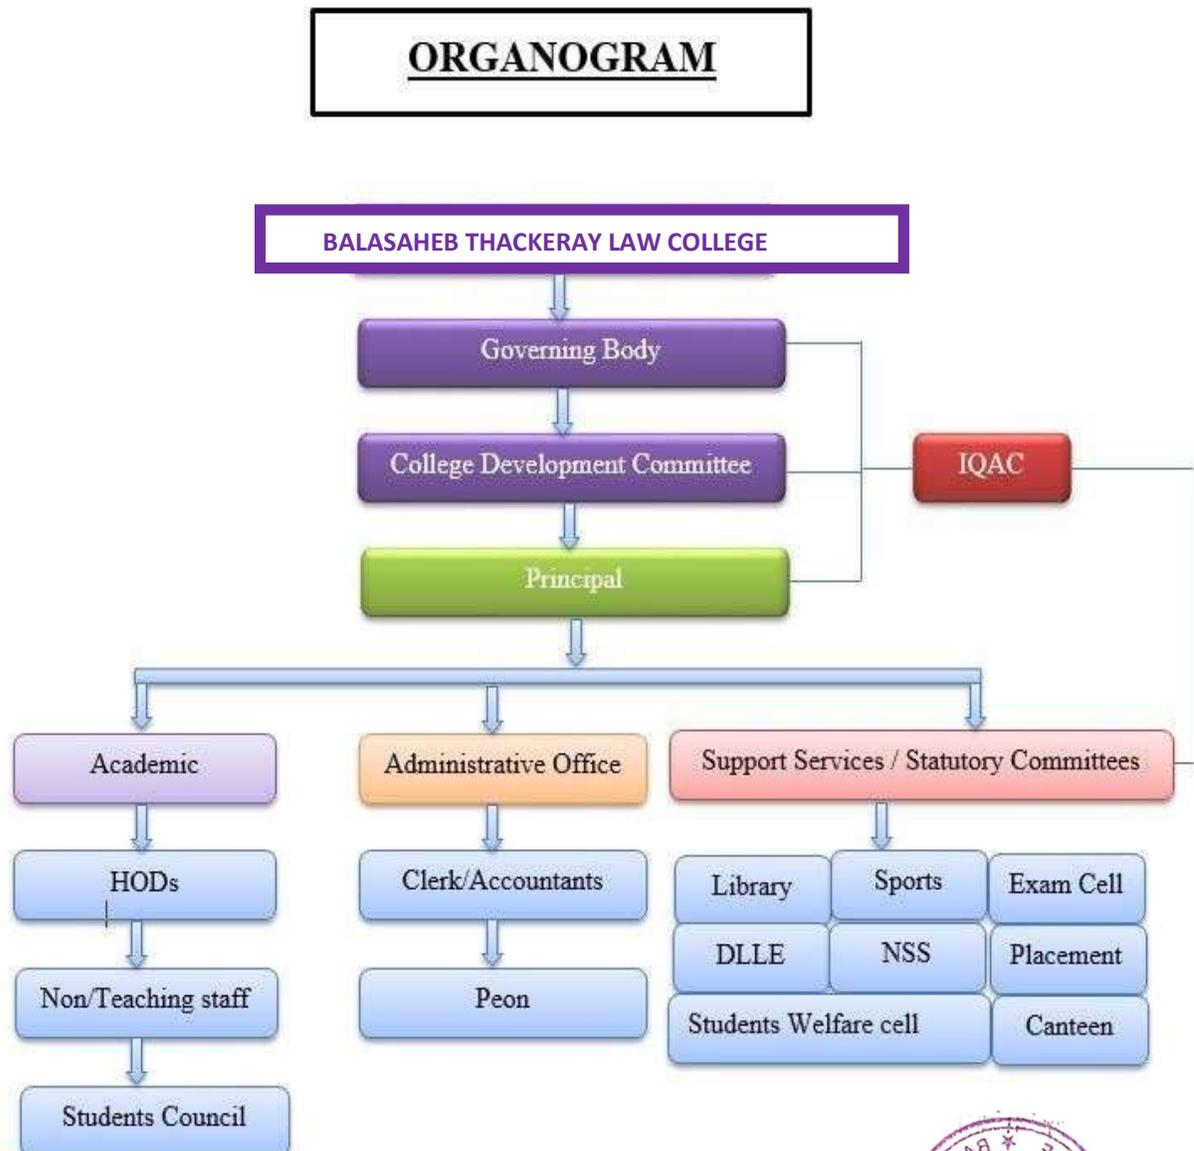 ORGANOGRAM
BALASAHEB THACKERAY LAW COLLEGE
Governing Body
College Development Committee
IQAC
Principal
Academic
Administrative Office
Support Services / Statutory Committees
HODs
Clerk/Accountants
Library
Sports
Exam Cell
DLLE
NSS
Placement
Non/Teaching staff
Peon
Students Welfare cell
Canteen
Students Council